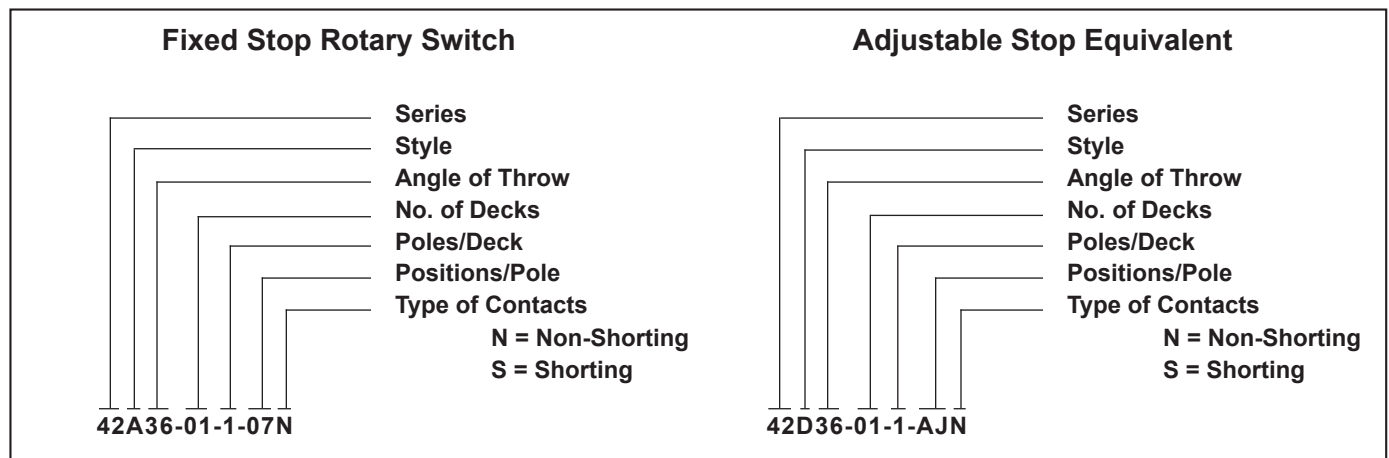 Fixed Stop Rotary Switch
Series
Style
Angle of Throw
No. of Decks
Poles/Deck
Positions/Pole
Type of Contacts
N = Non-Shorting
S = Shorting
42A36-01-1-07N
Adjustable Stop Equivalent
Series
Style
Angle of Throw
No. of Decks
Poles/Deck
Positions/Pole
Type of Contacts
N = Non-Shorting
S = Shorting
42D36-01-1-AJN